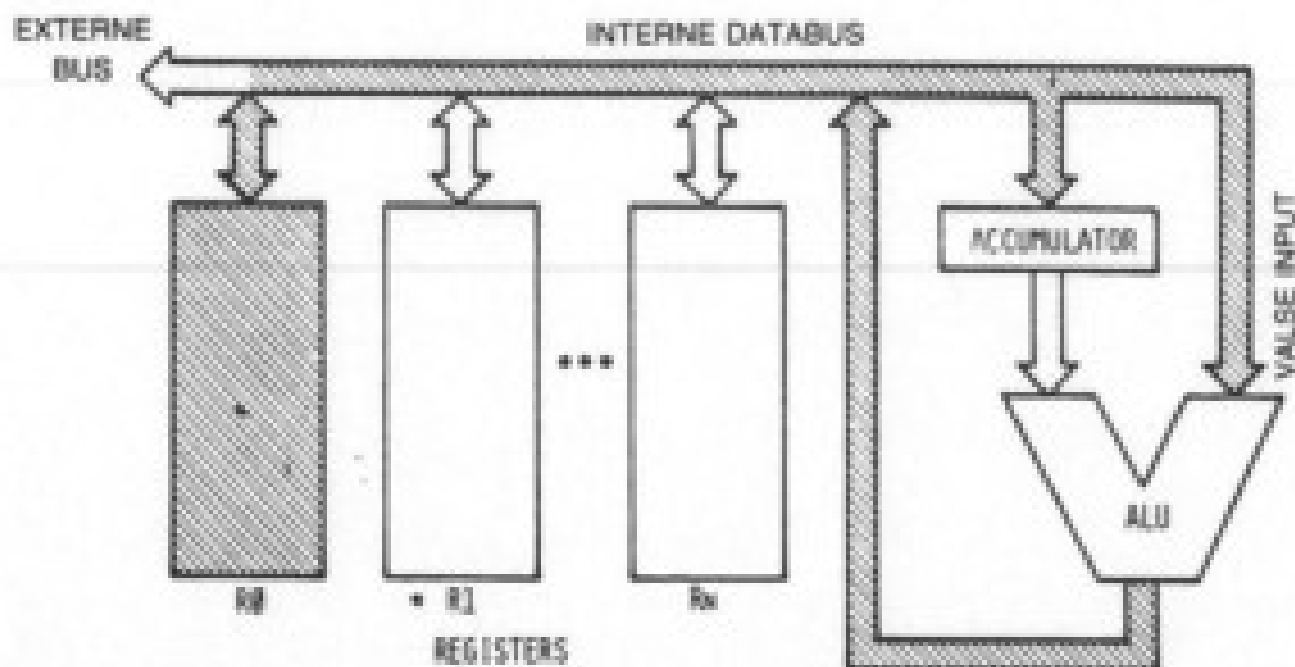 EXTERNE
BUS
INTERNE DATABUS
ACCUMULATOR
VALSE INPUT
ALU
R0
R1
Rn
REGISTERS